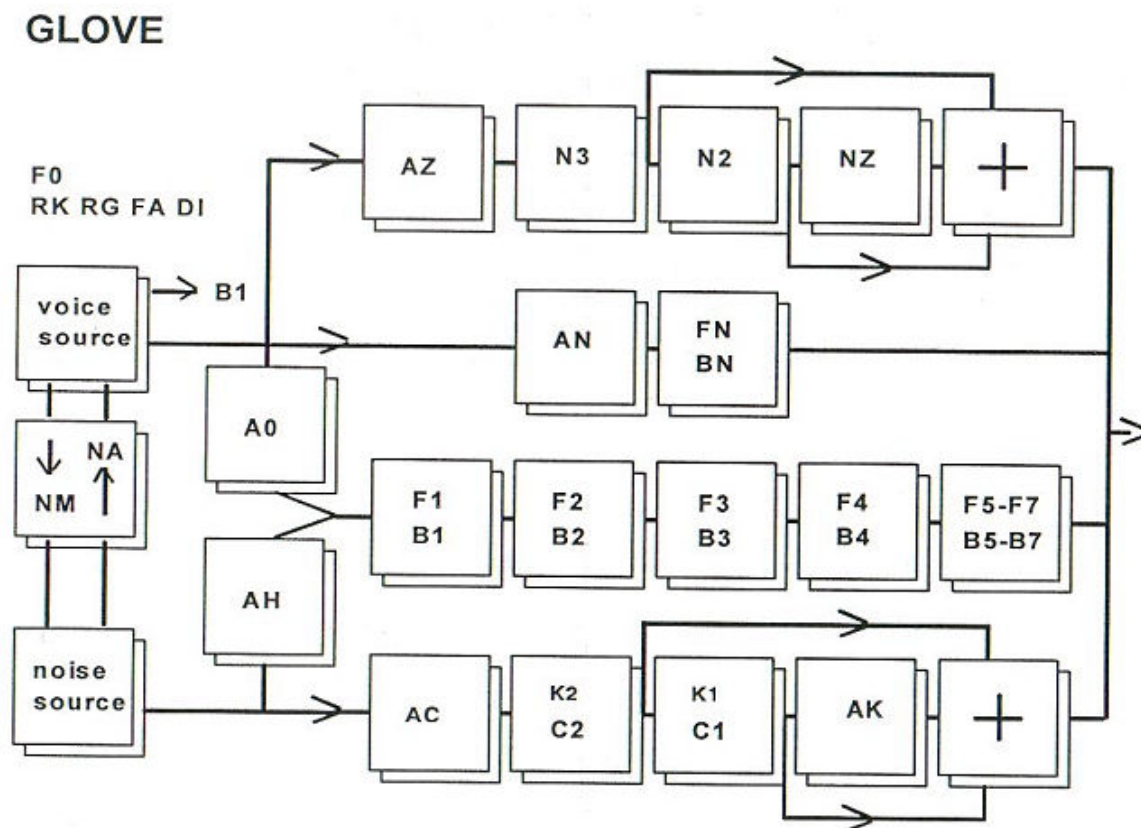 GLOVE
F0
RK RG FA DI
AZ
N3
N2
NZ
+
voice
source
B1
AN
FN
BN
A0
NA
NM
F1
B1
F2
B2
F3
B3
F4
B4
F5-F7
B5-B7
AH
noise
source
AC
K2
C2
K1
C1
AK
+